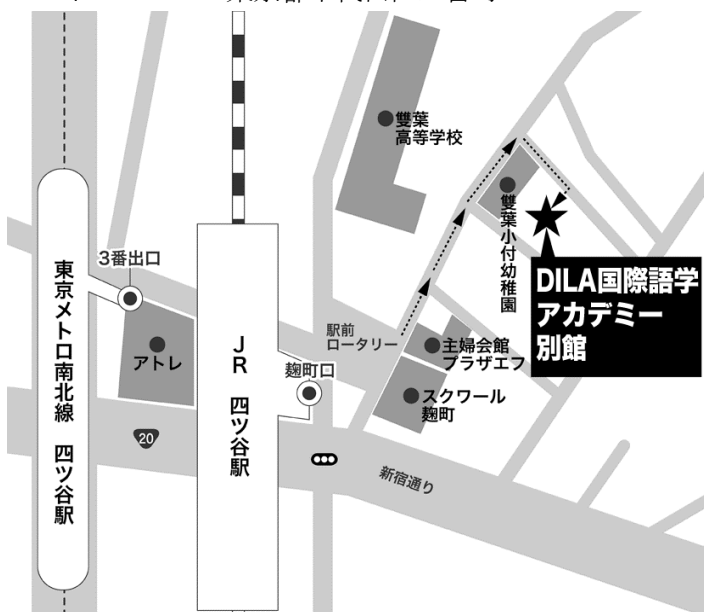 雙葉
高等学校
雙葉小付幼稚園
3番出口
東京メトロ南北線 四ツ谷駅
アトレ
JR 四ツ谷駅
麹町口
駅前
ロータリー
主婦会館
プラザエフ
スクワール
麹町
DILA国際語学
アカデミー
別館
20
新宿通り